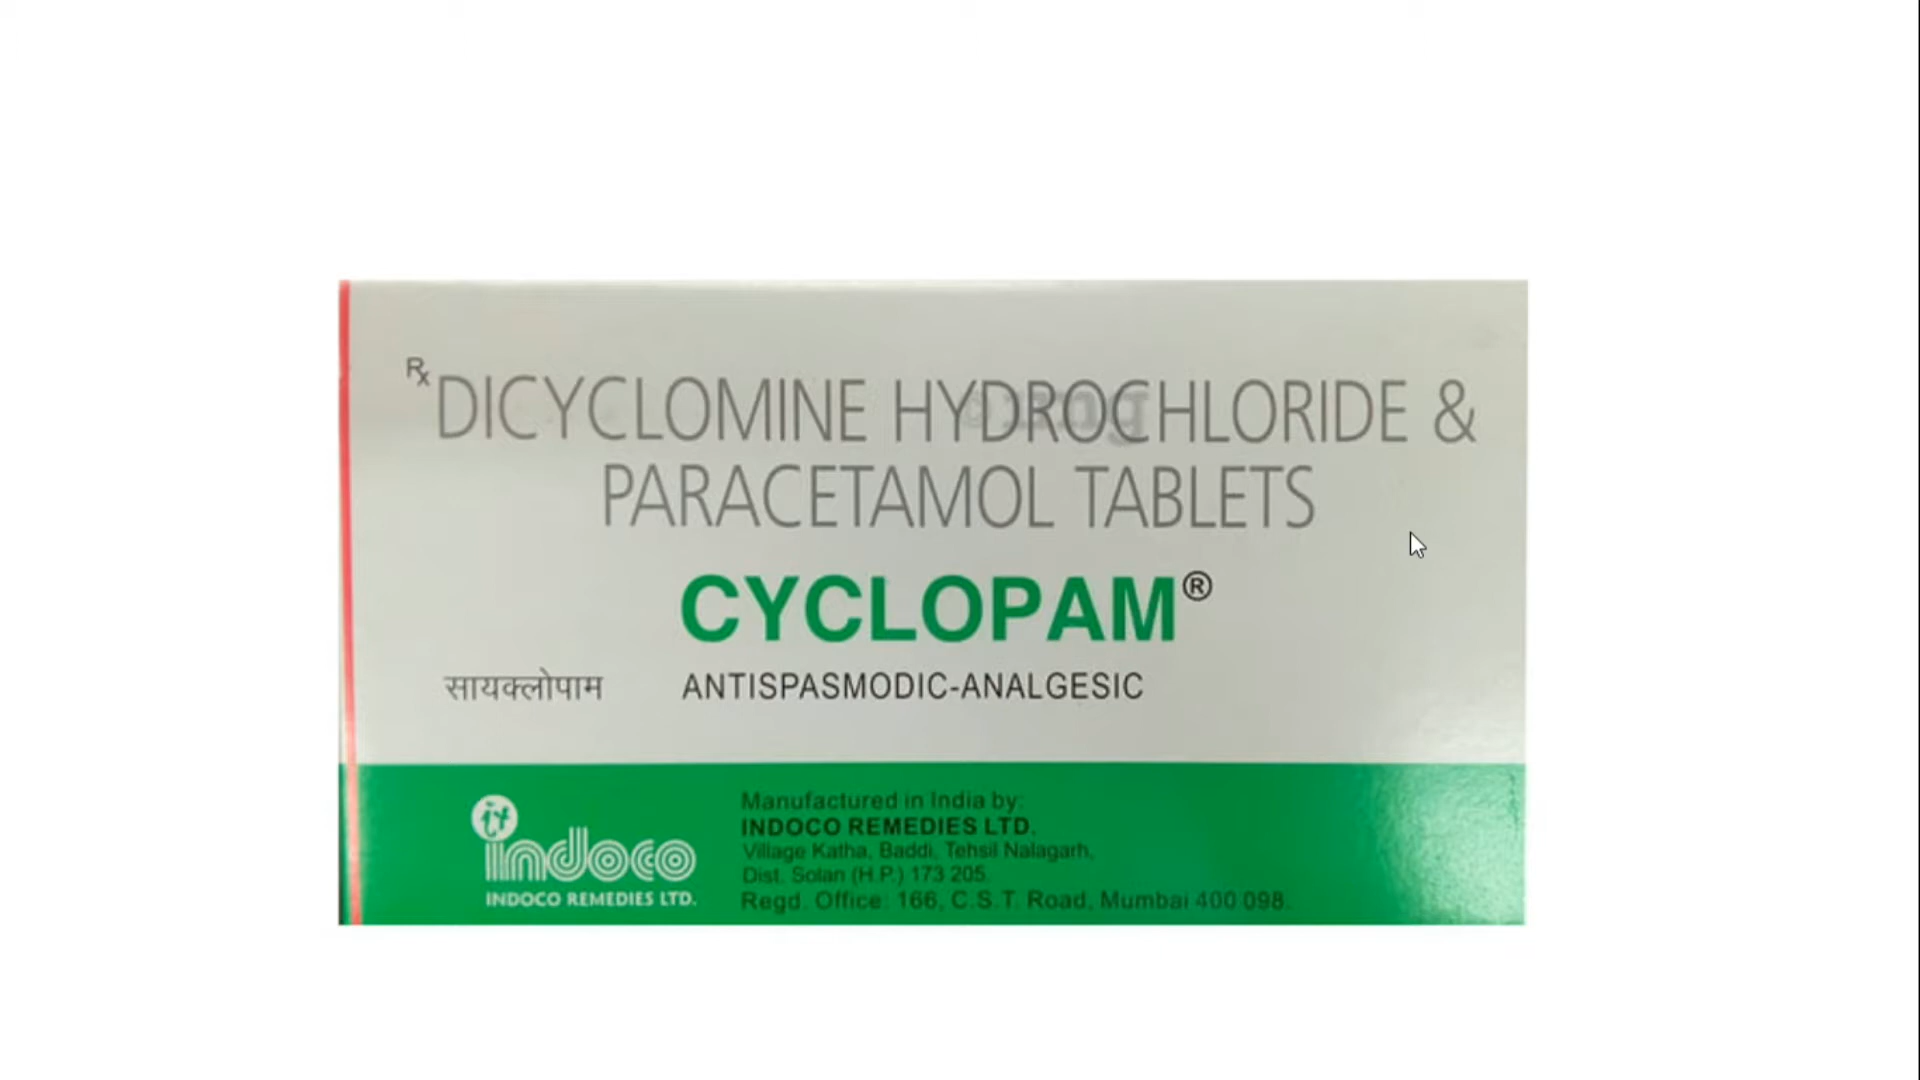 Rx DICYCLOMINE HYDROCHLORIDE &
PARACETAMOL TABLETS
CYCLOPAM®
सायक्लोपाम ANTISPASMODIC-ANALGESIC
indoco
INDOCO REMEDIES LTD.
Manufactured in India by:
INDOCO REMEDIES LTD.
Village Katha, Baddi, Tehsil Nalagarh,
Dist. Solan (H.P.) 173 205.
Regd. Office: 166, C.S.T. Road, Mumbai 400 098.